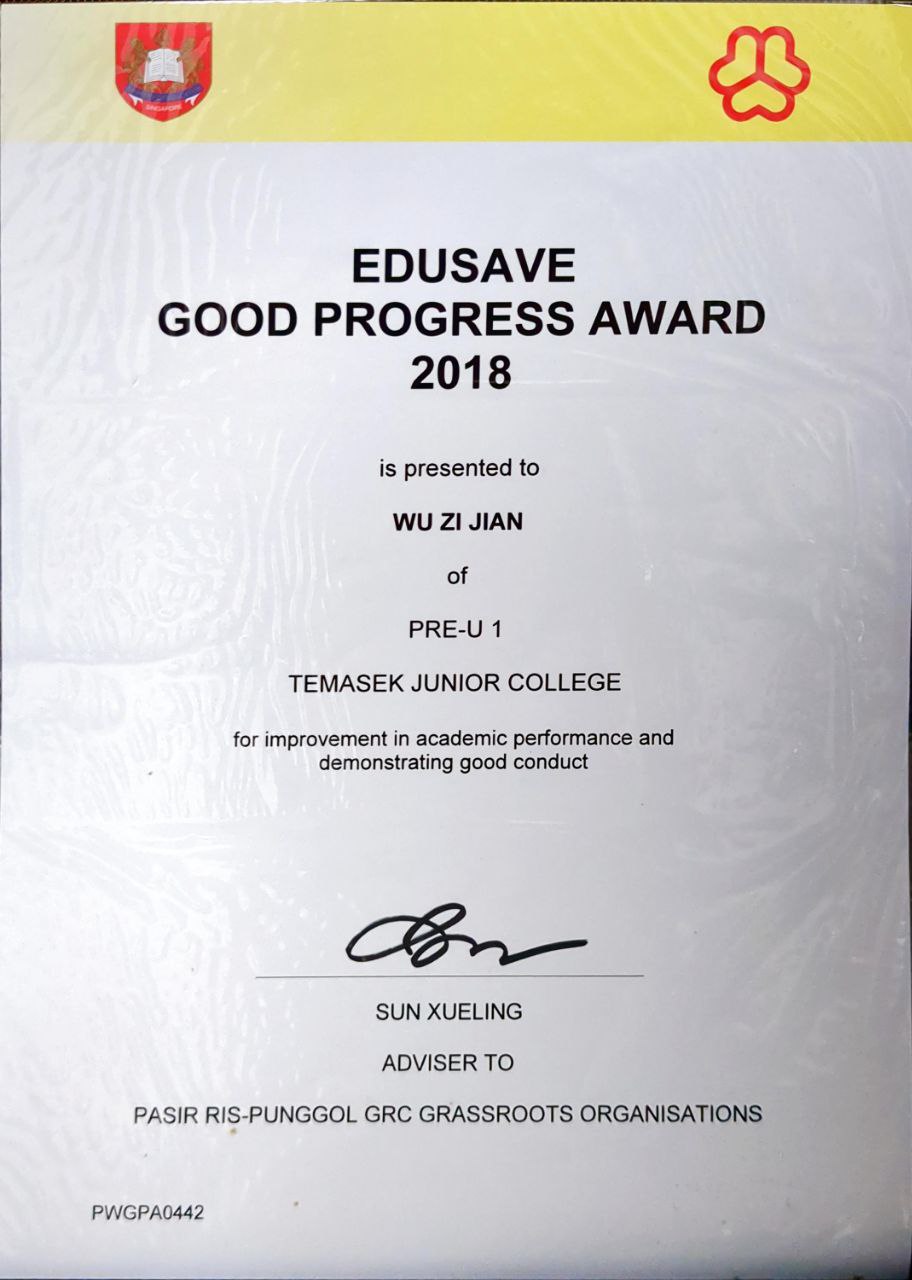 SINGAPORE
EDUSAVE
GOOD PROGRESS AWARD
2018
is presented to
WU ZI JIAN
of
PRE-U 1
TEMASEK JUNIOR COLLEGE
for improvement in academic performance and
demonstrating good conduct
SUN XUELING
ADVISER TO
PASIR RIS-PUNGGOL GRC GRASSROOTS ORGANISATIONS
PWGPA0442